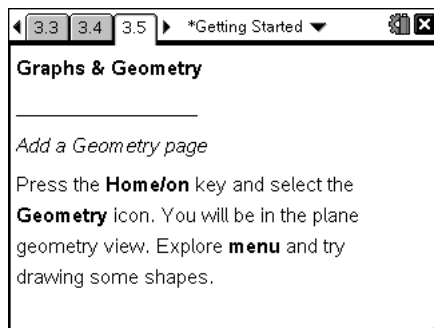 3.3 3.4 3.5 *Getting Started
Graphs & Geometry
Add a Geometry page
Press the Home/on key and select the
Geometry icon. You will be in the plane
geometry view. Explore menu and try
drawing some shapes.